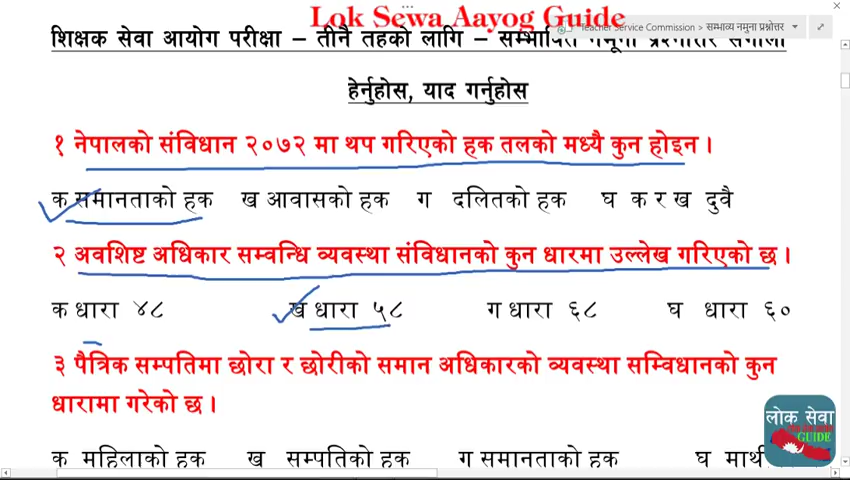 Lok Sewa Aayog Guide
Teacher Service Commission > सम्भाव्य नमुना प्रश्नोत्तर
शिक्षक सेवा आयोग परीक्षा – तीनै तहको लागि – सम्भावित नमूना प्रश्नोत्तर संगालो
हेर्नुहोस, याद गर्नुहोस
१ नेपालको संविधान २०७२ मा थप गरिएको हक तलको मध्यै कुन होइन ।
क समानताको हक ख आवासको हक ग दलितको हक घ क र ख दुवै
२ अवशिष्ट अधिकार सम्वन्धि व्यवस्था संविधानको कुन धारमा उल्लेख गरिएको छ ।
क धारा ४८ ख धारा ५८ ग धारा ६८ घ धारा ६०
३ पैत्रिक सम्पतिमा छोरा र छोरीको समान अधिकारको व्यवस्था सम्विधानको कुन
धारामा गरेको छ ।
लोक सेवा
GUIDE
क महिलाको हक ख सम्पतिको हक ग समानताको हक घ